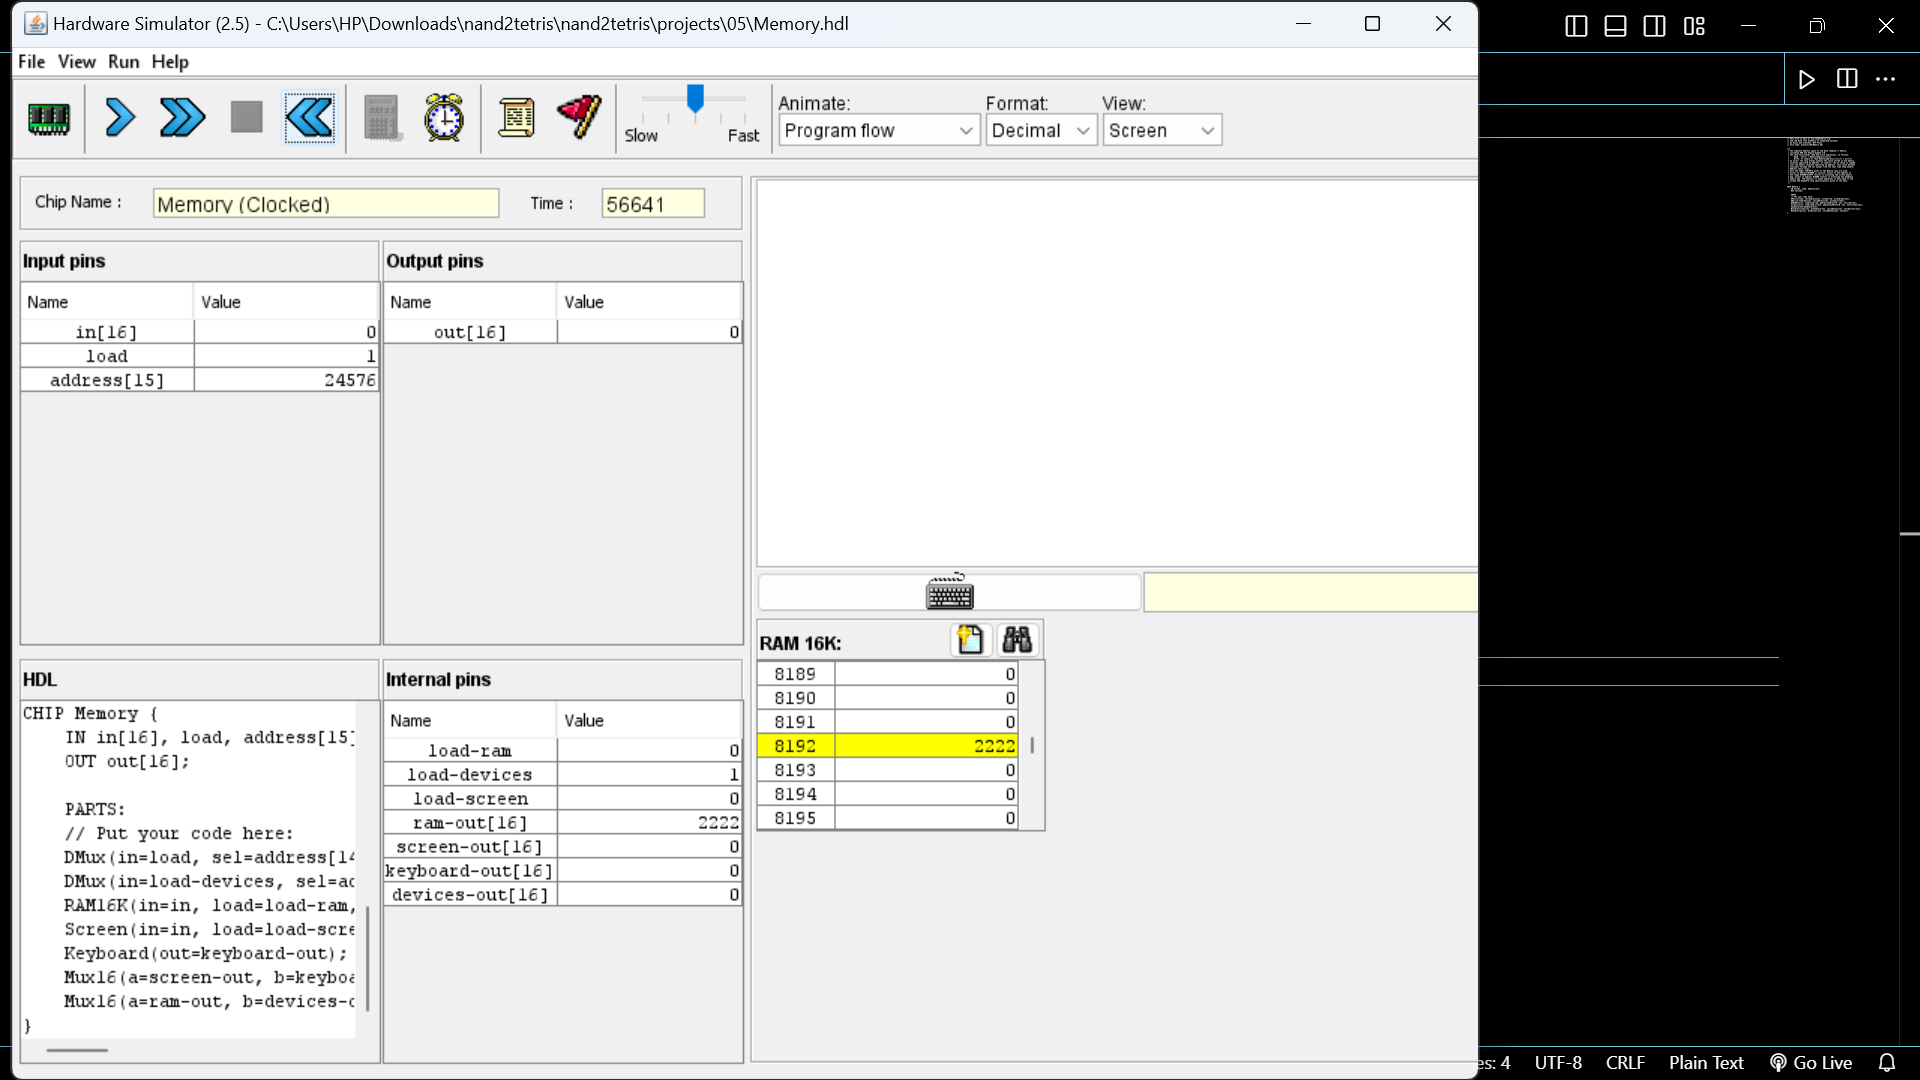 Hardware Simulator (2.5) - C:\Users\HP\Downloads\nand2tetris\nand2tetris\projects\05\Memory.hdl
File View Run Help
Slow Fast
Animate: Format: View:
Program flow Decimal Screen
Chip Name : Memory (Clocked) Time : 56641
Input pins
Name Value
in[16] 0
load 1
address[15] 24576
Output pins
Name Value
out[16] 0
HDL
CHIP Memory {
IN in[16], load, address[15]
OUT out[16];
PARTS:
// Put your code here:
DMux(in=load, sel=address[14
DMux(in=load-devices, sel=ad
RAM16K(in=in, load=load-ram,
Screen(in=in, load=load-scre
Keyboard(out=keyboard-out);
Mux16(a=screen-out, b=keyboa
Mux16(a=ram-out, b=devices-o
}
Internal pins
Name Value
load-ram 0
load-devices 1
load-screen 0
ram-out[16] 2222
screen-out[16] 0
keyboard-out[16] 0
devices-out[16] 0
RAM 16K:
8189 0
8190 0
8191 0
8192 2222
8193 0
8194 0
8195 0
es: 4 UTF-8 CRLF Plain Text Go Live